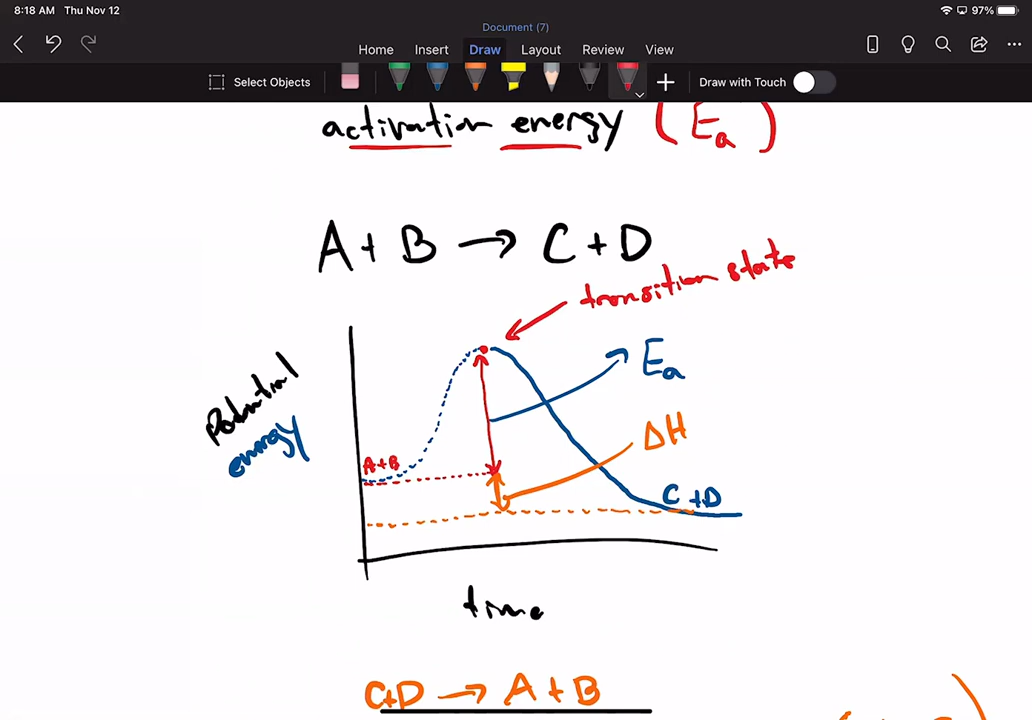 8:18 AM Thu Nov 12
97%
Document (7)
Home Insert Draw Layout Review View
Select Objects
Draw with Touch
activation energy (Ea)
A + B → C + D
transition state
Potential
energy
Ea
ΔH
A+B
C + D
time
C+D → A + B